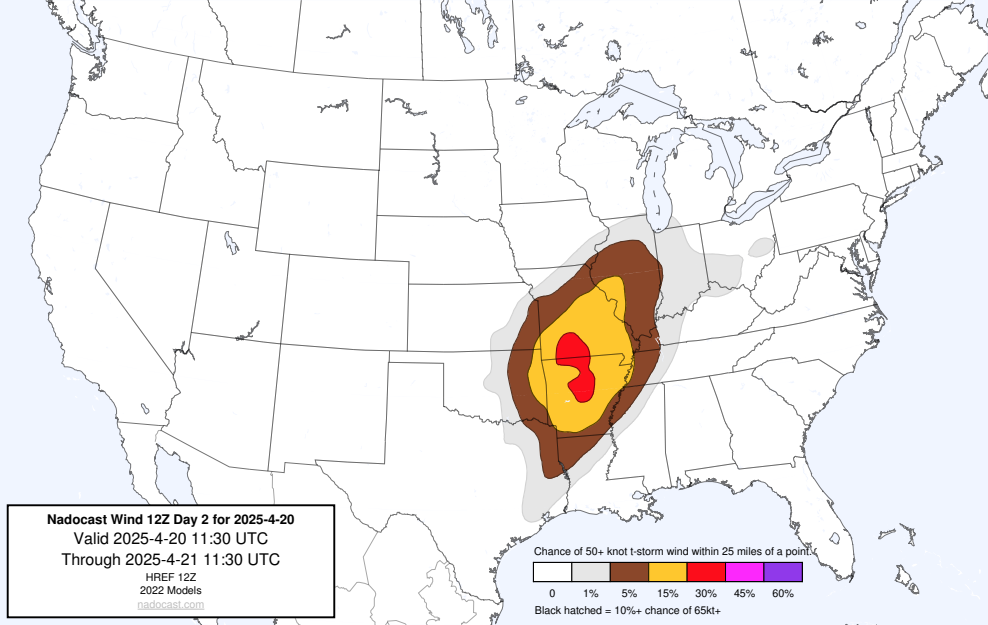 Nadocast Wind 12Z Day 2 for 2025-4-20
Valid 2025-4-20 11:30 UTC
Through 2025-4-21 11:30 UTC
HREF 12Z
2022 Models
nadocast.com
Chance of 50+ knot t-storm wind within 25 miles of a point.
0 1% 5% 15% 30% 45% 60%
Black hatched = 10%+ chance of 65kt+